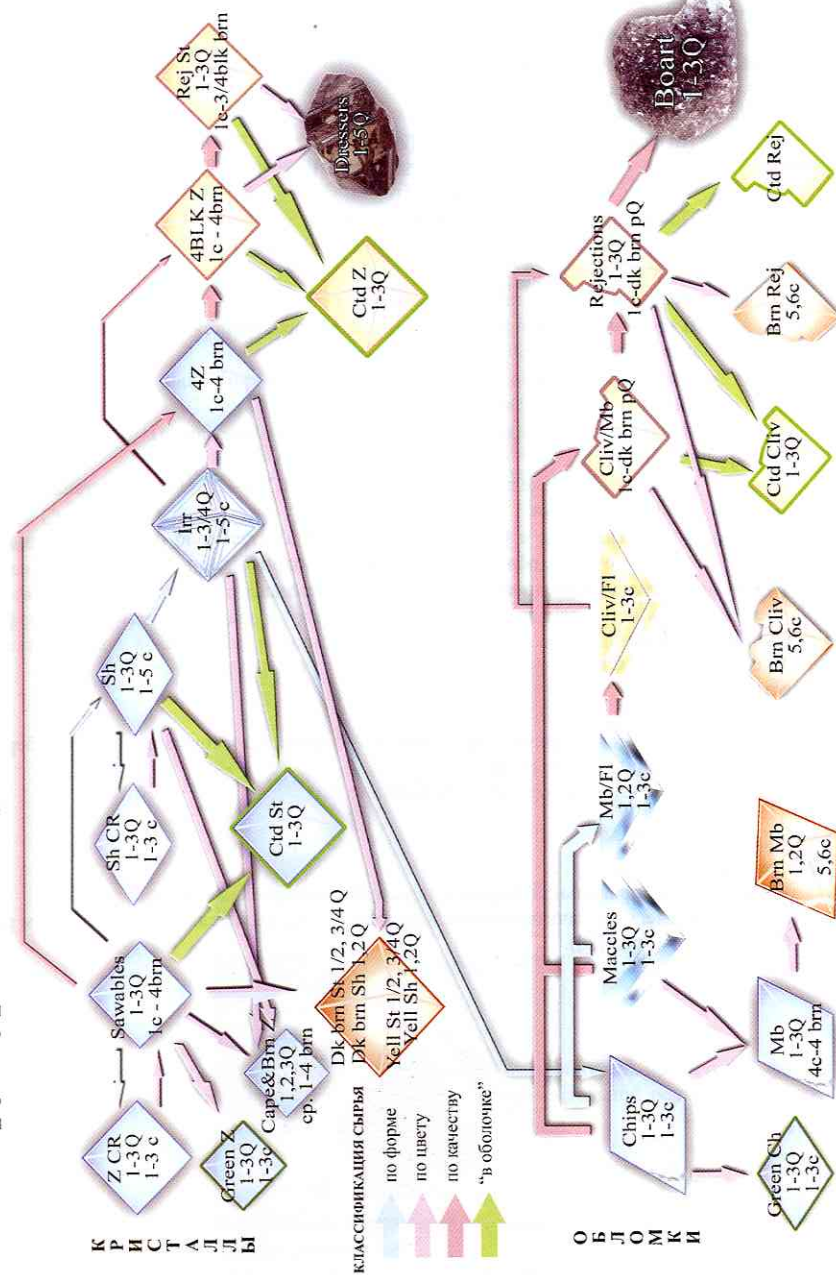 КРИСТАЛЛЫ
Z CR
1-3Q
1-3 c
Sawables
1-3Q
1c - 4brn
Sh CR
1-3Q
1-3 c
Sh
1-3Q
1-5 c
Irr
1-3/4Q
1-5 c
4Z
1c-4 brn
4BLK Z
1c - 4brn
Rej St
1-3Q
1c-3/4blk brn
Green Z
1-3Q
1-3c
Cape&Brn Z
1,2,3Q
cp. 1-4 brn
Dk brn St 1/2, 3/4 Q
Dk brn Sh 1,2 Q
Yell St 1/2, 3/4Q
Yell Sh 1,2Q
Ctd St
1-3Q
Ctd Z
1-3Q
Dressers
1-5Q
КЛАССИФИКАЦИЯ СЫРЬЯ
по форме
по цвету
по качеству
“в оболочке”
ОБЛОМКИ
Chips
1-3Q
1-3c
Maccles
1-3Q
1-3c
Mb/Fl
1,2Q
1-3c
Cliv/Fl
1-3c
Cliv/Mb
1c-dk brn pQ
Rejections
1-3Q
1c-dk brn pQ
Boart
1-3Q
Green Ch
1-3Q
1-3c
Mb
1-3Q
4c-4 brn
Brn Mb
1,2Q
5,6c
Brn Cliv
5,6c
Ctd Cliv
1-3Q
Brn Rej
5,6c
Ctd Rej